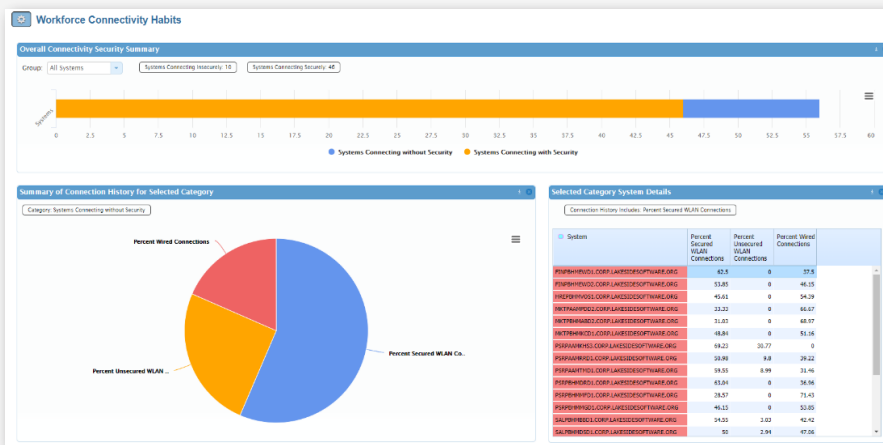 Workforce Connectivity Habits
Overall Connectivity Security Summary
Group: All Systems Systems Connecting Insecurely: 10 Systems Connecting Securely: 46
Systems
0 2.5 5 7.5 10 12.5 15 17.5 20 22.5 25 27.5 30 32.5 35 37.5 40 42.5 45 47.5 50 52.5 55 57.5 60
Systems Connecting without Security Systems Connecting with Security
Summary of Connection History for Selected Category
Category: Systems Connecting without Security
Percent Wired Connections
Percent Secured WLAN Co..
Percent Unsecured WLAN ..
Selected Category System Details
Connection History Includes: Percent Secured WLAN Connections
System Percent Secured WLAN Connections Percent Unsecured WLAN Connections Percent Wired Connections
62.5 0 37.5
53.85 0 46.15
45.61 0 54.39
33.33 0 66.67
31.03 0 68.97
48.84 0 51.16
69.23 30.77 0
50.98 9.8 39.22
59.55 8.99 31.46
63.04 0 36.96
28.57 0 71.43
46.15 0 53.85
54.55 3.03 42.42
50 2.94 47.06